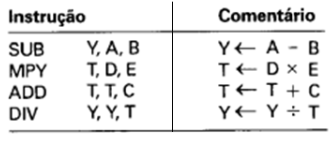 Instrução Comentário
SUB Y, A, B Y ← A − B
MPY T, D, E T ← D × E
ADD T, T, C T ← T + C
DIV Y, Y, T Y ← Y ÷ T